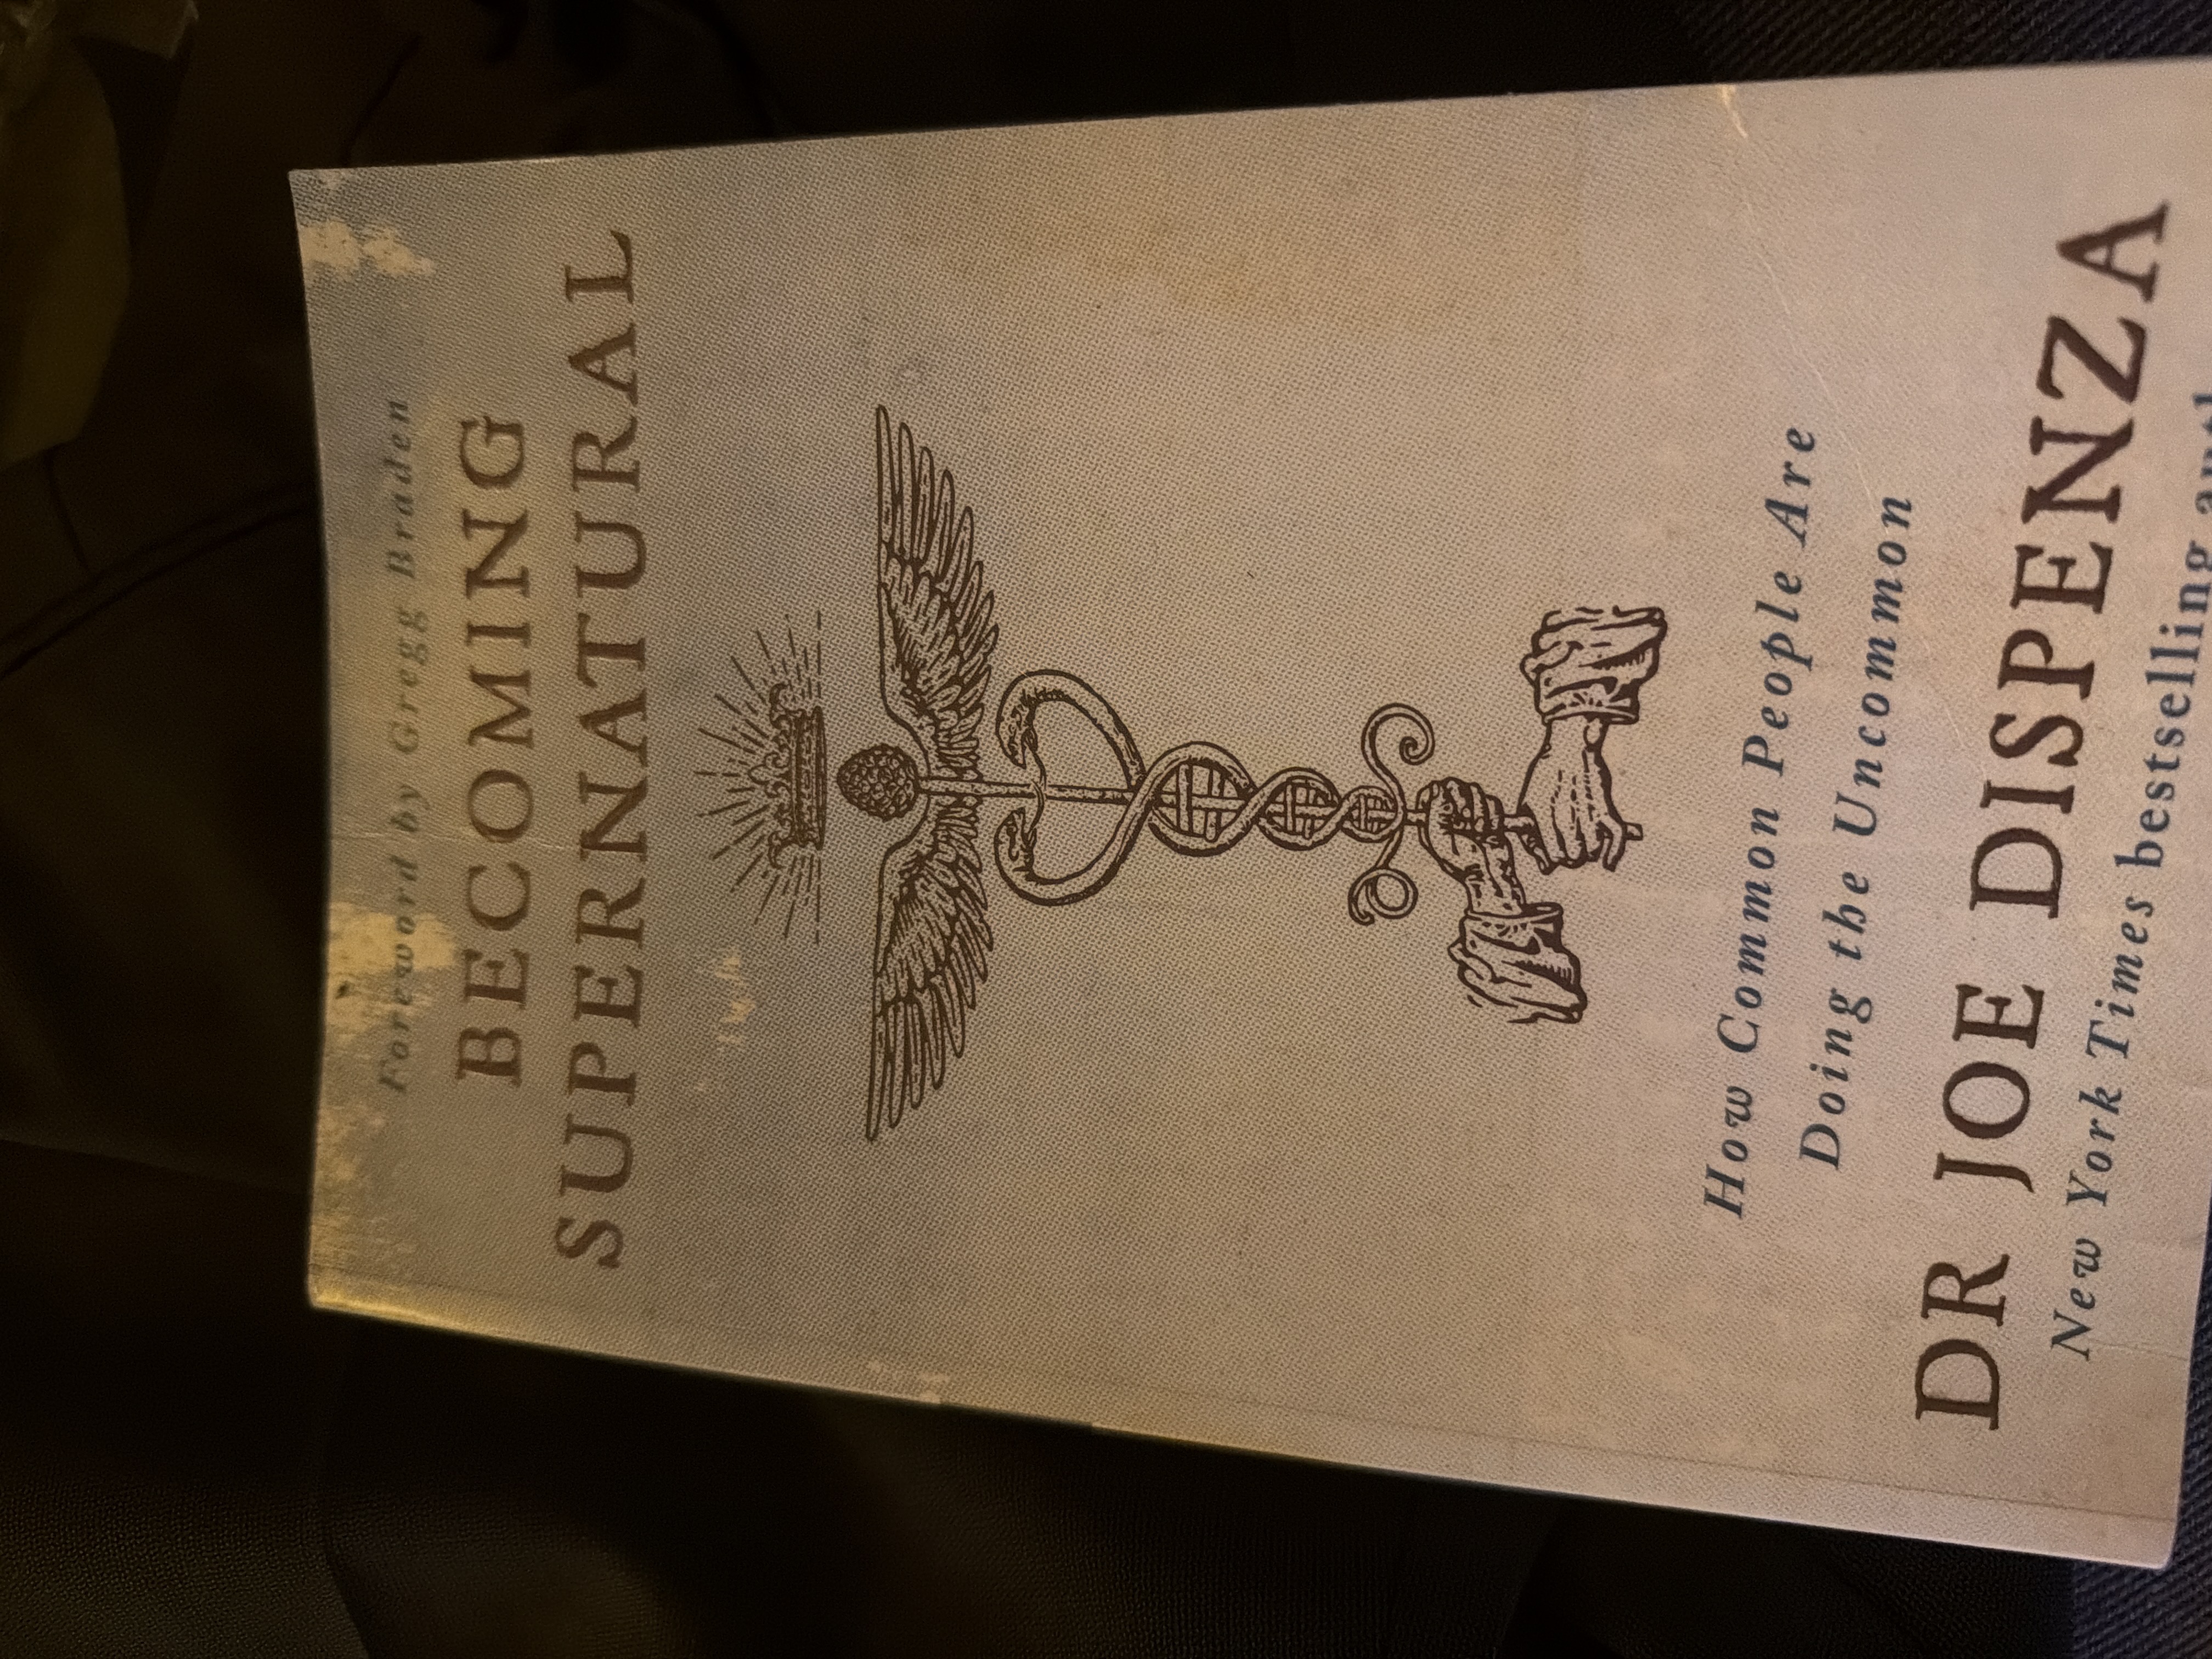 Foreword by Gregg Braden
BECOMING
SUPERNATURAL
How Common People Are
Doing the Uncommon
DR JOE DISPENZA
New York Times bestselling